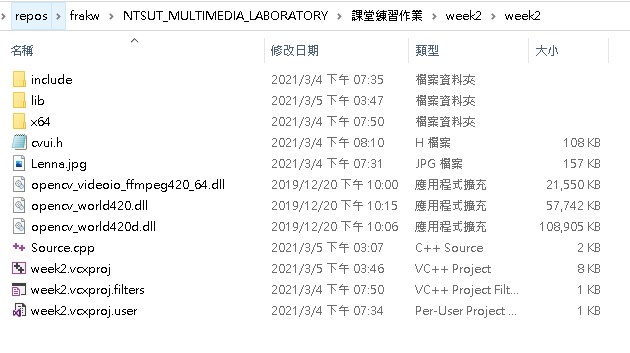 repos > frakw > NTSUT_MULTIMEDIA_LABORATORY > 課堂練習作業 > week2 > week2
名稱 修改日期 類型 大小
include 2021/3/4 下午 07:35 檔案資料夾
lib 2021/3/5 下午 03:47 檔案資料夾
x64 2021/3/4 下午 07:50 檔案資料夾
cvui.h 2021/3/4 下午 08:10 H 檔案 108 KB
Lenna.jpg 2021/3/4 下午 07:31 JPG 檔案 157 KB
opencv_videoio_ffmpeg420_64.dll 2019/12/20 下午 10:00 應用程式擴充 21,550 KB
opencv_world420.dll 2019/12/20 下午 10:15 應用程式擴充 57,742 KB
opencv_world420d.dll 2019/12/20 下午 10:06 應用程式擴充 108,905 KB
Source.cpp 2021/3/5 下午 03:07 C++ Source 2 KB
week2.vcxproj 2021/3/5 下午 03:46 VC++ Project 8 KB
week2.vcxproj.filters 2021/3/4 下午 07:50 VC++ Project Filt... 1 KB
week2.vcxproj.user 2021/3/4 下午 07:34 Per-User Project ... 1 KB